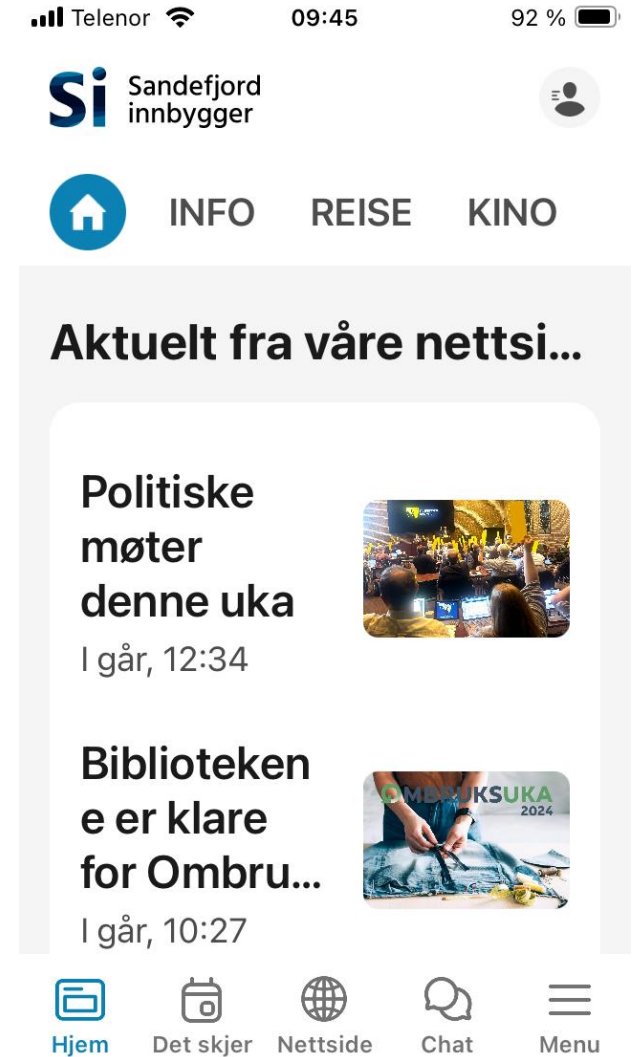 Telenor 09:45 92 %
Si Sandefjord
innbygger
INFO REISE KINO
Aktuelt fra våre nettsi...
Politiske
møter
denne uka
I går, 12:34
Biblioteken
e er klare
for Ombru...
I går, 10:27
OMBRUKSUKA
2024
Hjem Det skjer Nettside Chat Menu